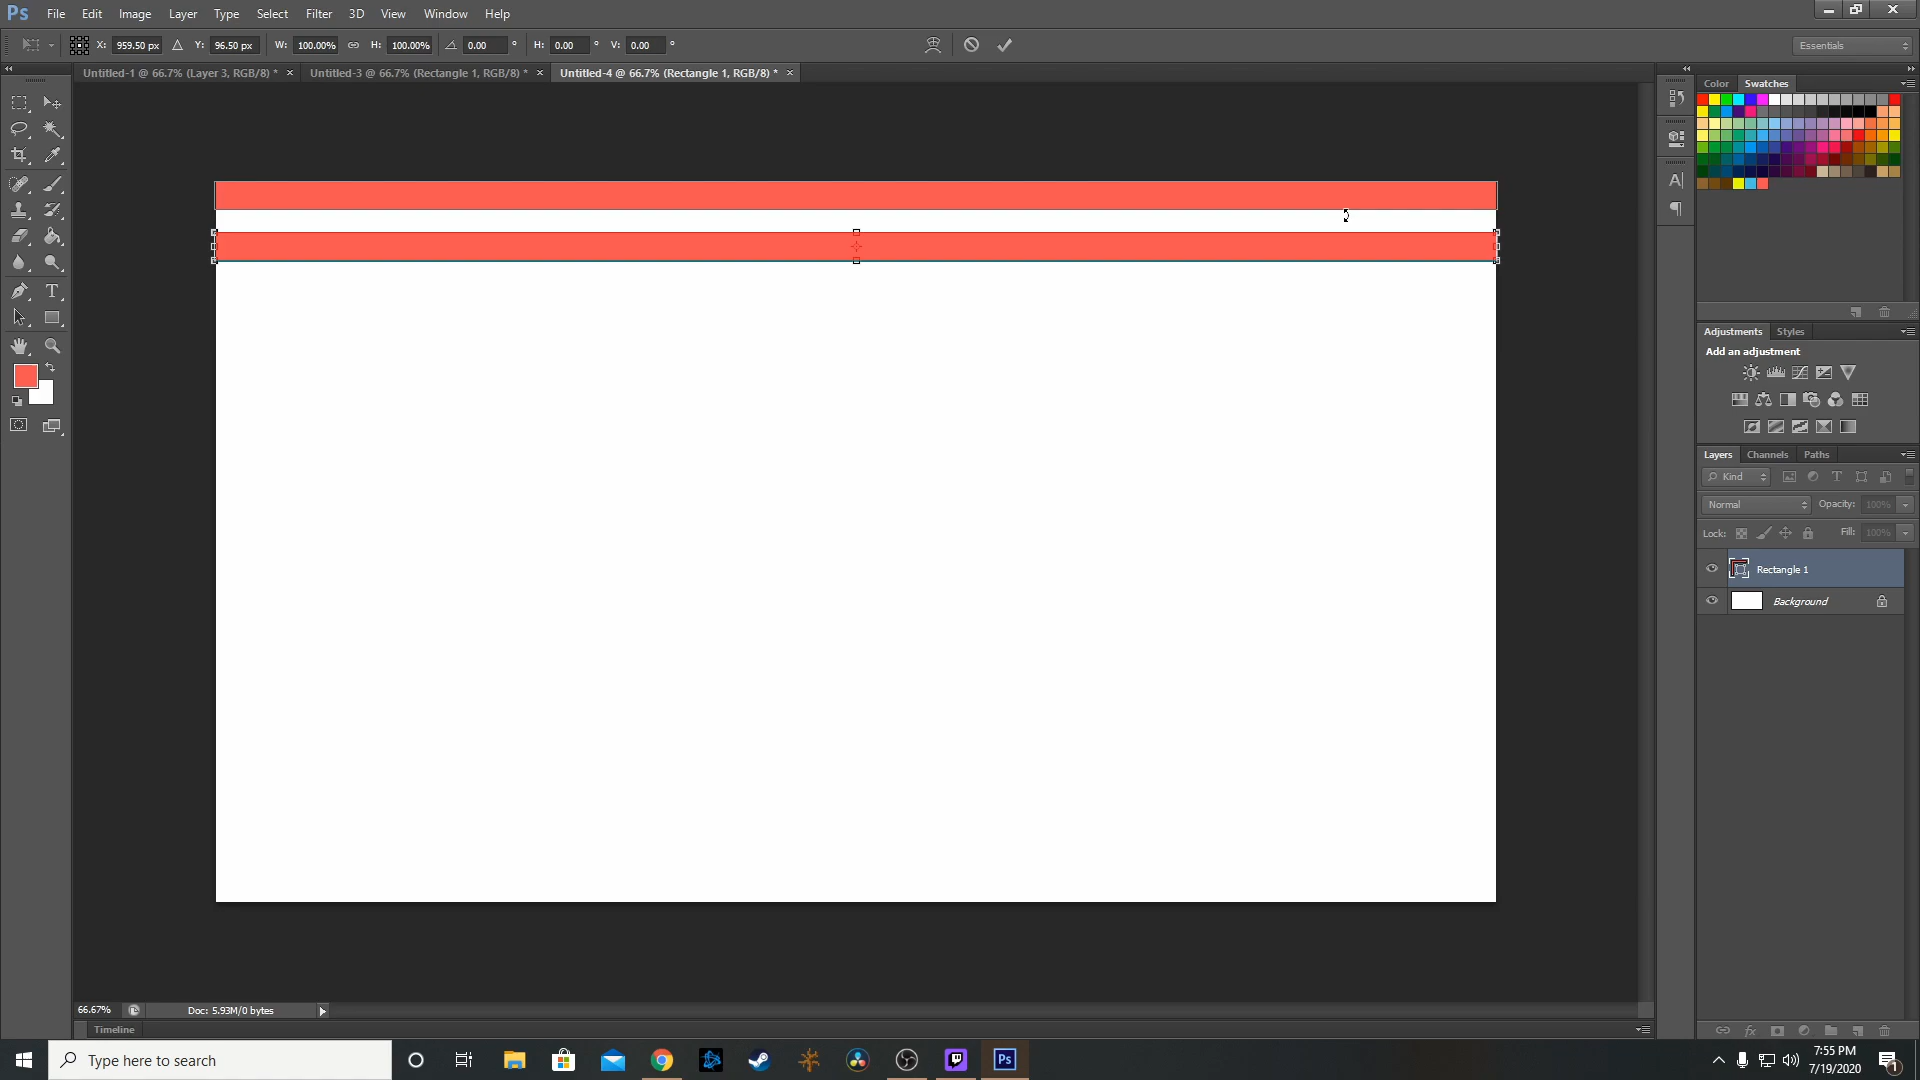 Ps File Edit Image Layer Type Select Filter 3D View Window Help
X: 959.50 px Y: 96.50 px W: 100.00% H: 100.00% 0.00 ° H: 0.00 ° V: 0.00 ° Essentials
Untitled-1 @ 66.7% (Layer 3, RGB/8) * × Untitled-3 @ 66.7% (Rectangle 1, RGB/8) * × Untitled-4 @ 66.7% (Rectangle 1, RGB/8) * ×
Color Swatches
Adjustments Styles
Add an adjustment
Layers Channels Paths
Kind
Normal Opacity: 100%
Lock: Fill: 100%
Rectangle 1
Background
66.67% Doc: 5.93M/0 bytes
Timeline
Type here to search
Ps
7:55 PM
7/19/2020
1